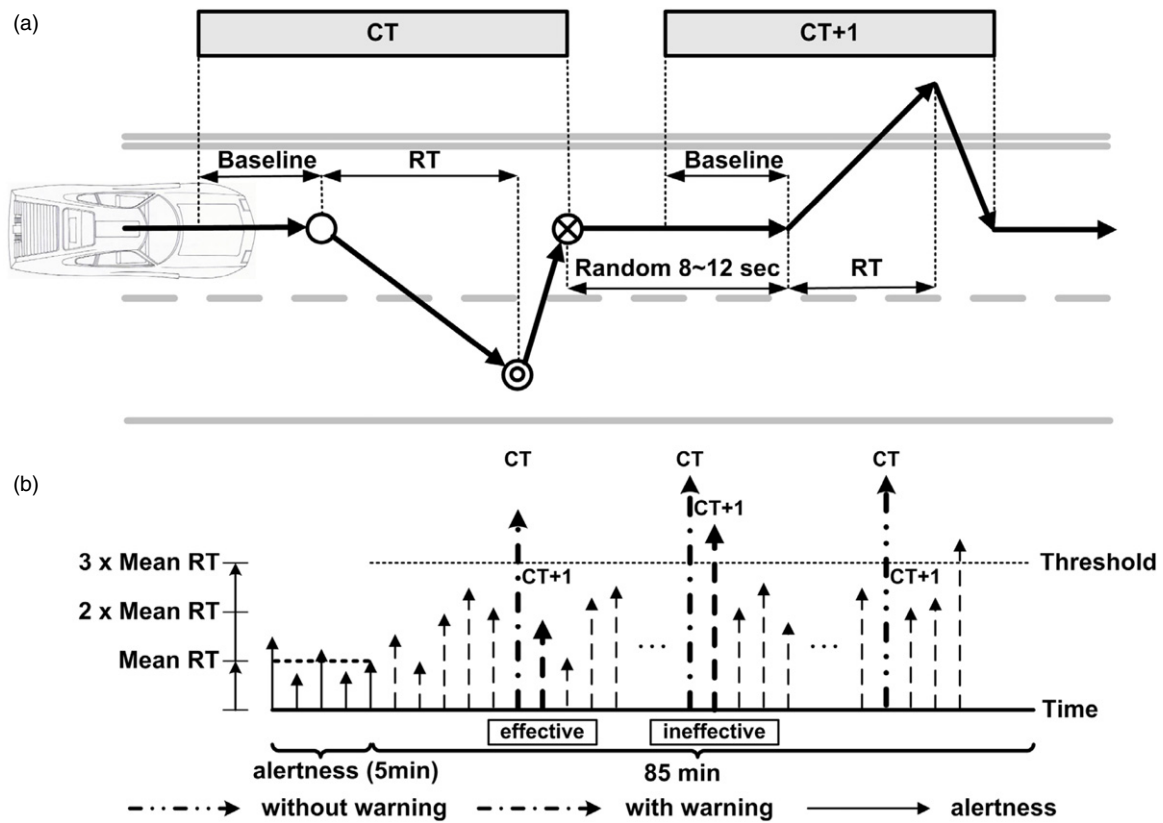 (a)
CT
CT+1
Baseline
RT
Baseline
Random 8~12 sec
RT
(b)
CT
CT
CT
CT+1
3 x Mean RT
Threshold
CT+1
CT+1
2 x Mean RT
Mean RT
...
...
Time
effective
ineffective
alertness (5min)
85 min
without warning
with warning
alertness